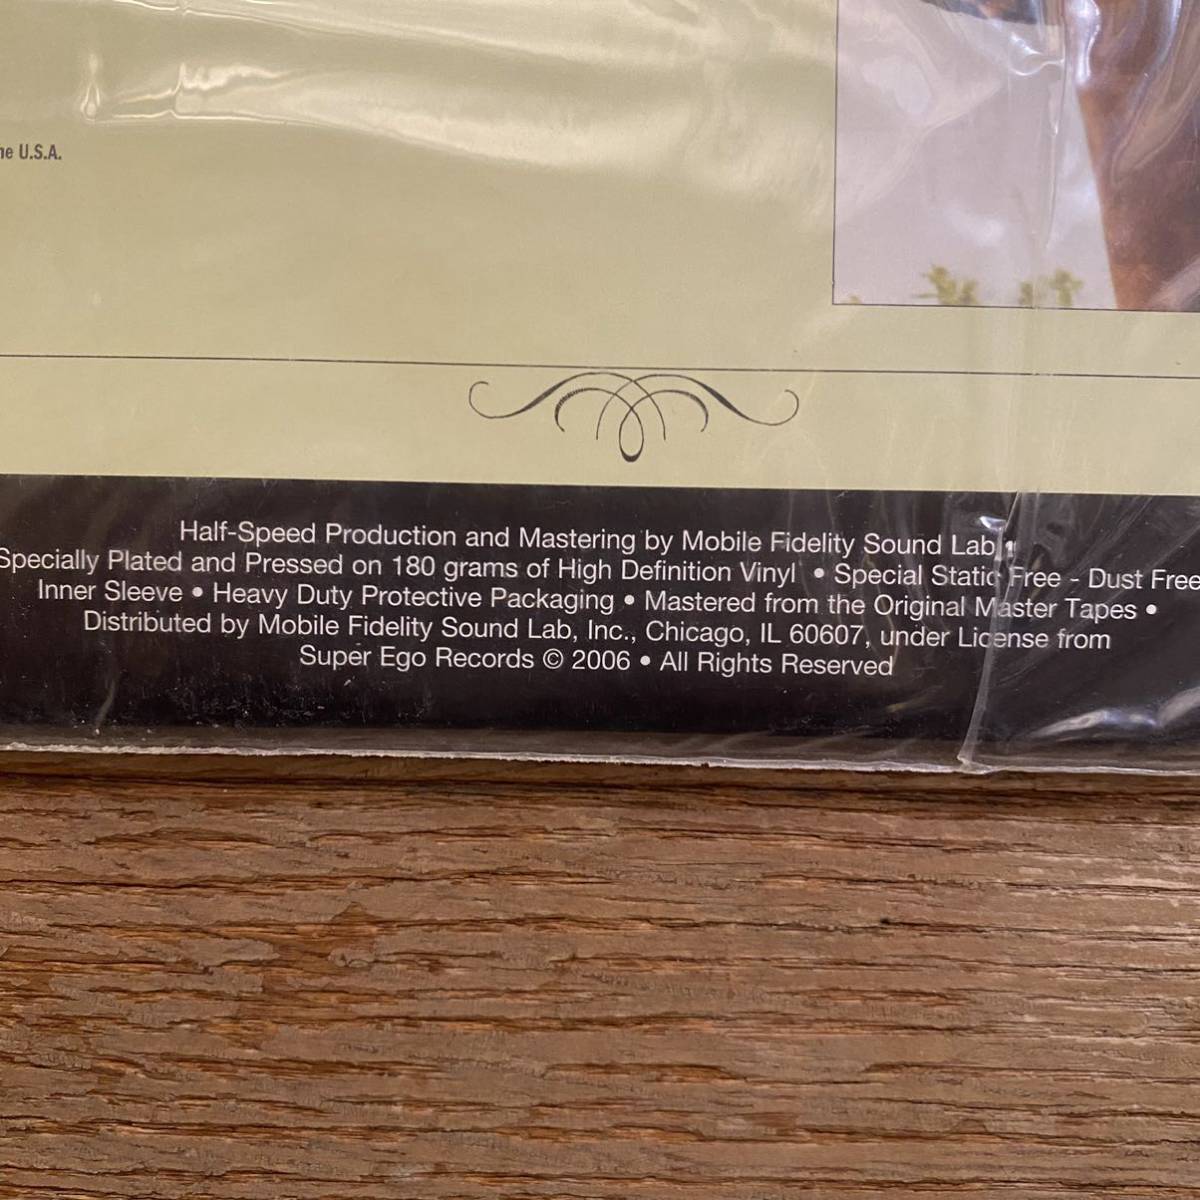 he U.S.A.
Half-Speed Production and Mastering by Mobile Fidelity Sound Lab
Specially Plated and Pressed on 180 grams of High Definition Vinyl • Special Static Free - Dust Free
Inner Sleeve • Heavy Duty Protective Packaging • Mastered from the Original Master Tapes •
Distributed by Mobile Fidelity Sound Lab, Inc., Chicago, IL 60607, under License from
Super Ego Records © 2006 • All Rights Reserved